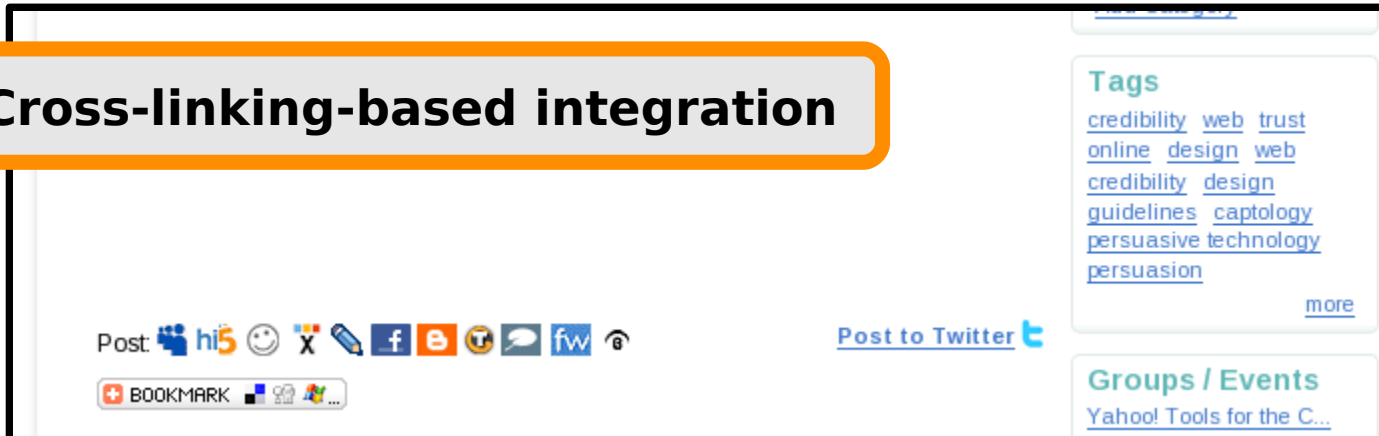 Cross-linking-based integration
Tags
credibility web trust
online design web
credibility design
guidelines captology
persuasive technology
persuasion
more
Post: hi5 X f B T fw G
Post to Twitter t
BOOKMARK ...
Groups / Events
Yahoo! Tools for the C...